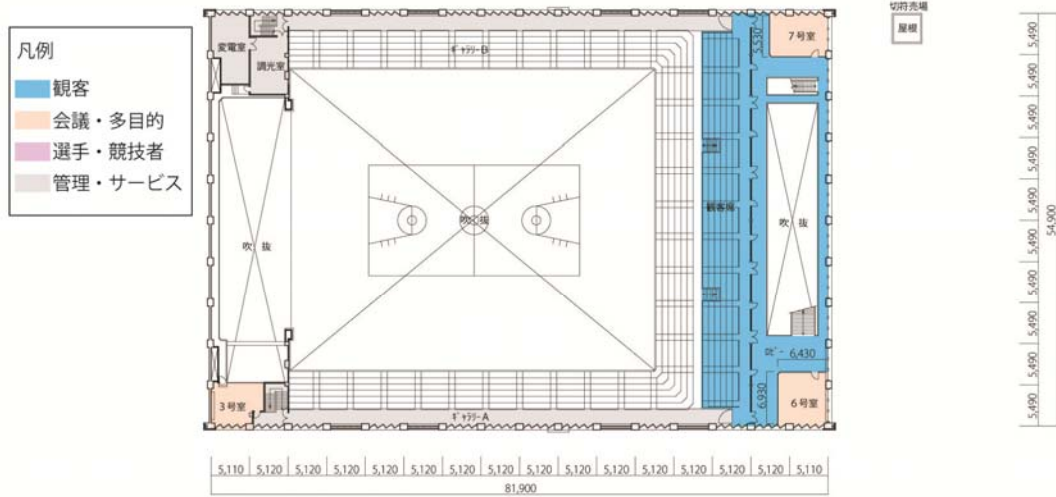 凡例
観客
会議・多目的
選手・競技者
管理・サービス
切符売場
屋根
変電室
調光室
ｷﾞｬﾗﾘｰB
5,530
7号室
吹抜
吹抜
観客席
吹抜
ﾛﾋﾞｰ
6,430
6,930
3号室
ｷﾞｬﾗﾘｰA
6号室
5,490
5,490
5,490
5,490
5,490
5,490
5,490
5,490
5,490
5,490
54,900
5,110 5,120 5,120 5,120 5,120 5,120 5,120 5,120 5,120 5,120 5,120 5,120 5,120 5,120 5,120 5,110
81,900